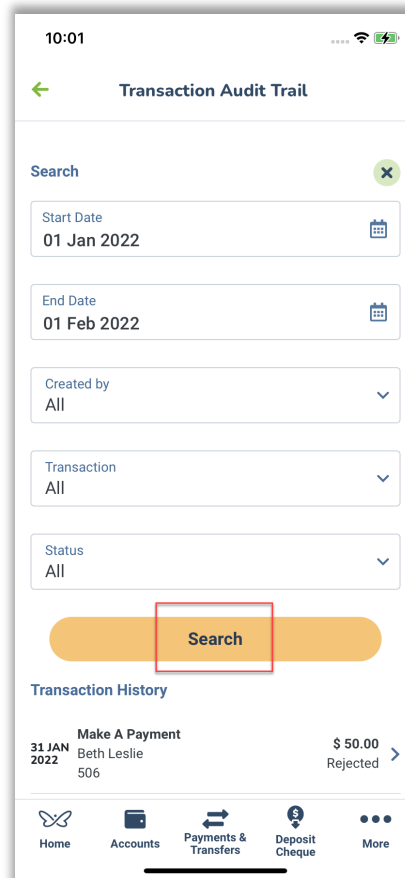 10:01
Transaction Audit Trail
Search
Start Date
01 Jan 2022
End Date
01 Feb 2022
Created by
All
Transaction
All
Status
All
Search
Transaction History
31 JAN
2022
Make A Payment
Beth Leslie
506
$ 50.00
Rejected
Home
Accounts
Payments &
Transfers
Deposit
Cheque
More